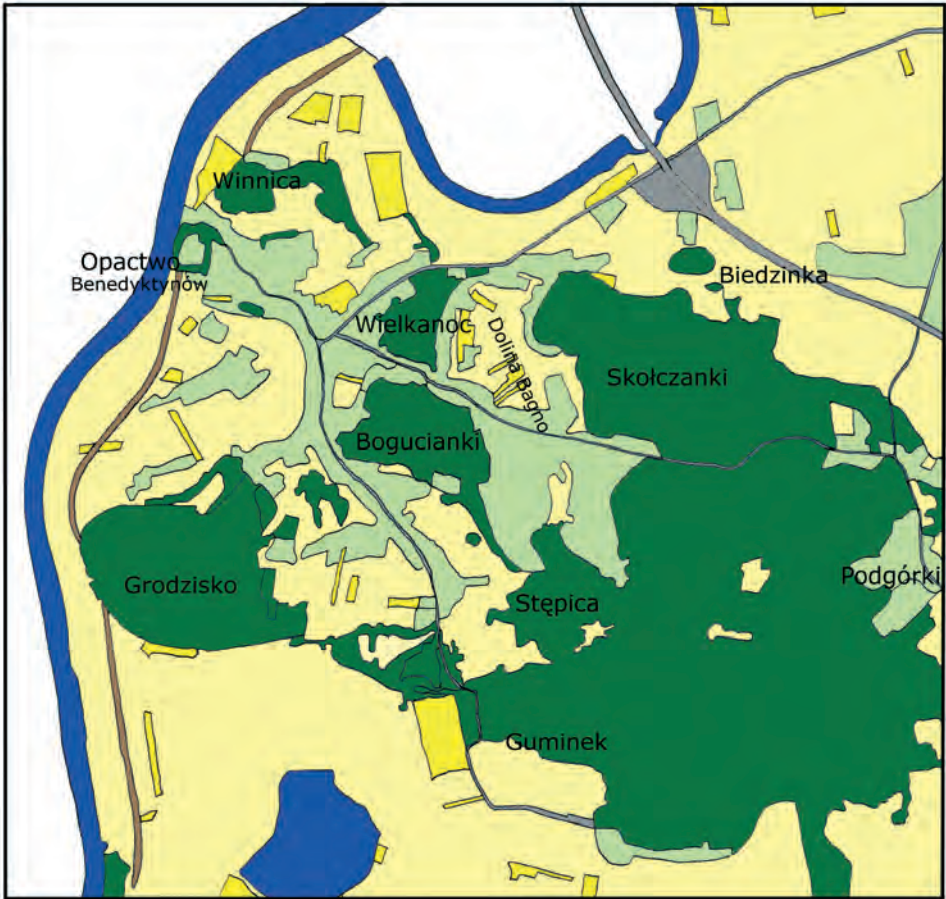 Winnica
Opactwo
Benedyktynów
Biedzinka
Wielkanoc
Dolina Bagno
Skołczanki
Bogucianki
Grodzisko
Stępica
Podgórki
Guminek